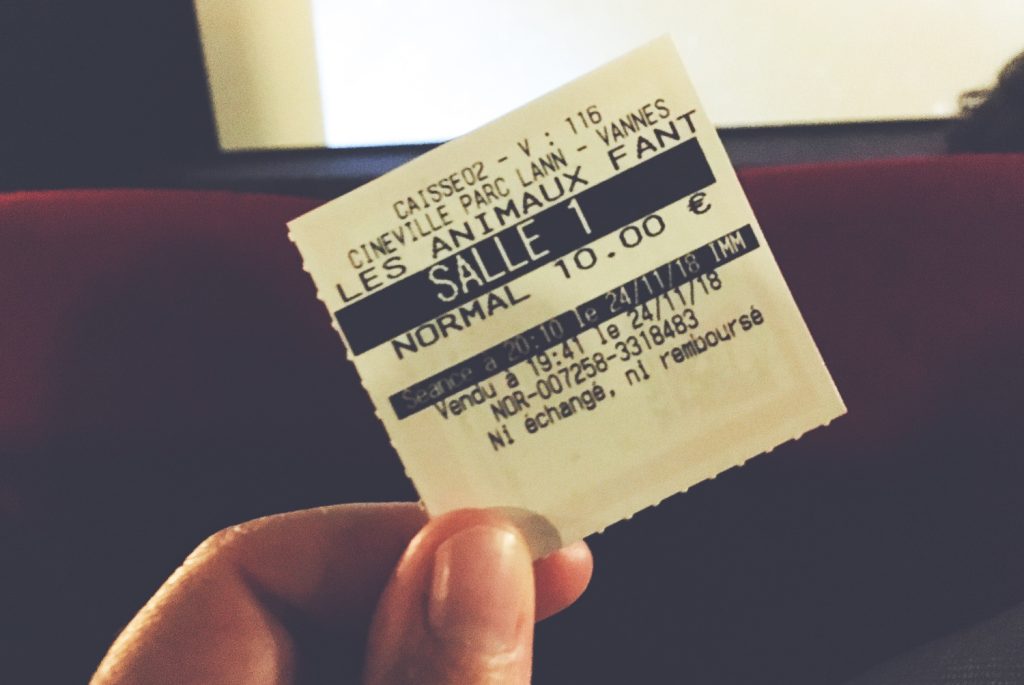 CAISSE02 - V : 116
CINEVILLE PARC LANN - VANNES
LES ANIMAUX FANT
SALLE 1
NORMAL 10.00 €
Séance à 20:10 le 24/11/18 IMM
Vendu à 19:41 le 24/11/18
NOR-007258-3318483
Ni échangé, ni remboursé